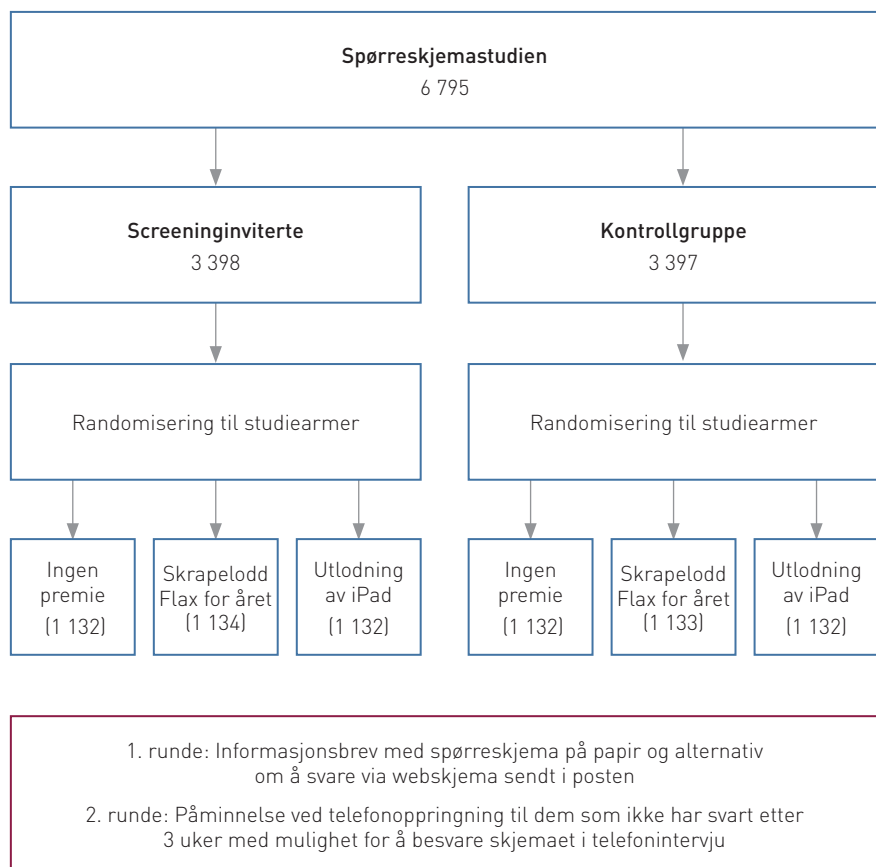 Spørreskjemastudien
6 795
Screeninginviterte
3 398
Kontrollgruppe
3 397
Randomisering til studiearmer
Randomisering til studiearmer
Ingen
premie
(1 132)
Skrapelodd
Flax for året
(1 134)
Utlodning
av iPad
(1 132)
Ingen
premie
(1 132)
Skrapelodd
Flax for året
(1 133)
Utlodning
av iPad
(1 132)
1. runde: Informasjonsbrev med spørreskjema på papir og alternativ
om å svare via webskjema sendt i posten
2. runde: Påminnelse ved telefonoppringning til dem som ikke har svart etter
3 uker med mulighet for å besvare skjemaet i telefonintervju